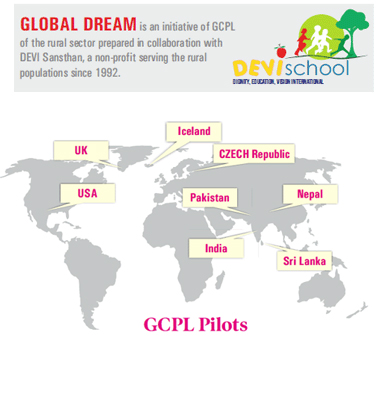 GLOBAL DREAM is an initiative of GCPL
of the rural sector prepared in collaboration with
DEVI Sansthan, a non-profit serving the rural
populations since 1992.
DEVI school
DIGNITY, EDUCATION, VISION INTERNATIONAL
Iceland
UK
CZECH Republic
USA
Pakistan
Nepal
India
Sri Lanka
GCPL Pilots